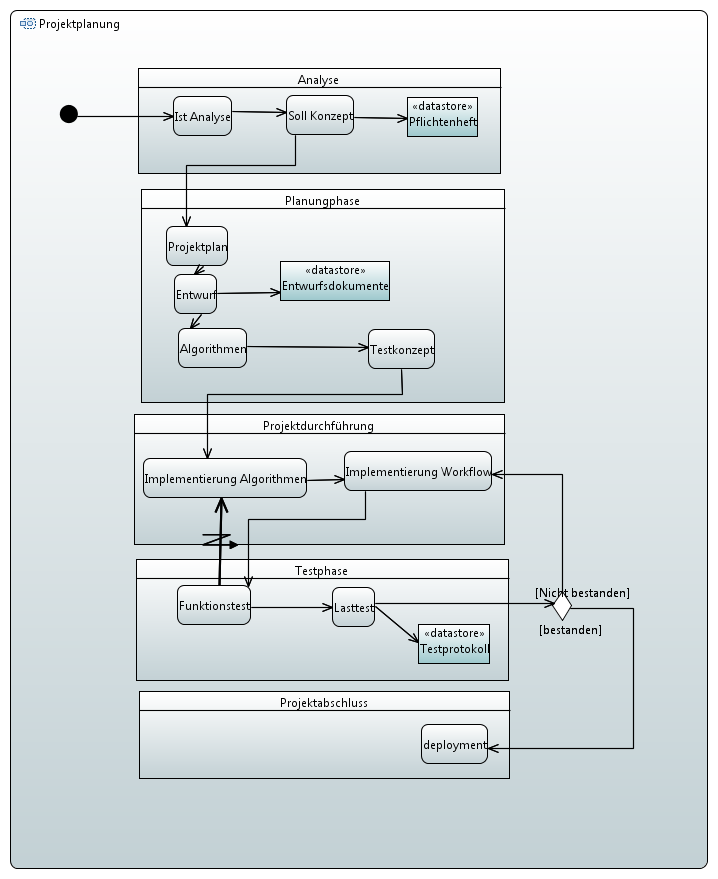 Projektplanung
Analyse
Ist Analyse
Soll Konzept
«datastore»
Pflichtenheft
Planungphase
Projektplan
Entwurf
«datastore»
Entwurfsdokumente
Algorithmen
Testkonzept
Projektdurchführung
Implementierung Algorithmen
Implementierung Workflow
Testphase
Funktionstest
Lasttest
[Nicht bestanden]
[bestanden]
«datastore»
Testprotokoll
Projektabschluss
deployment